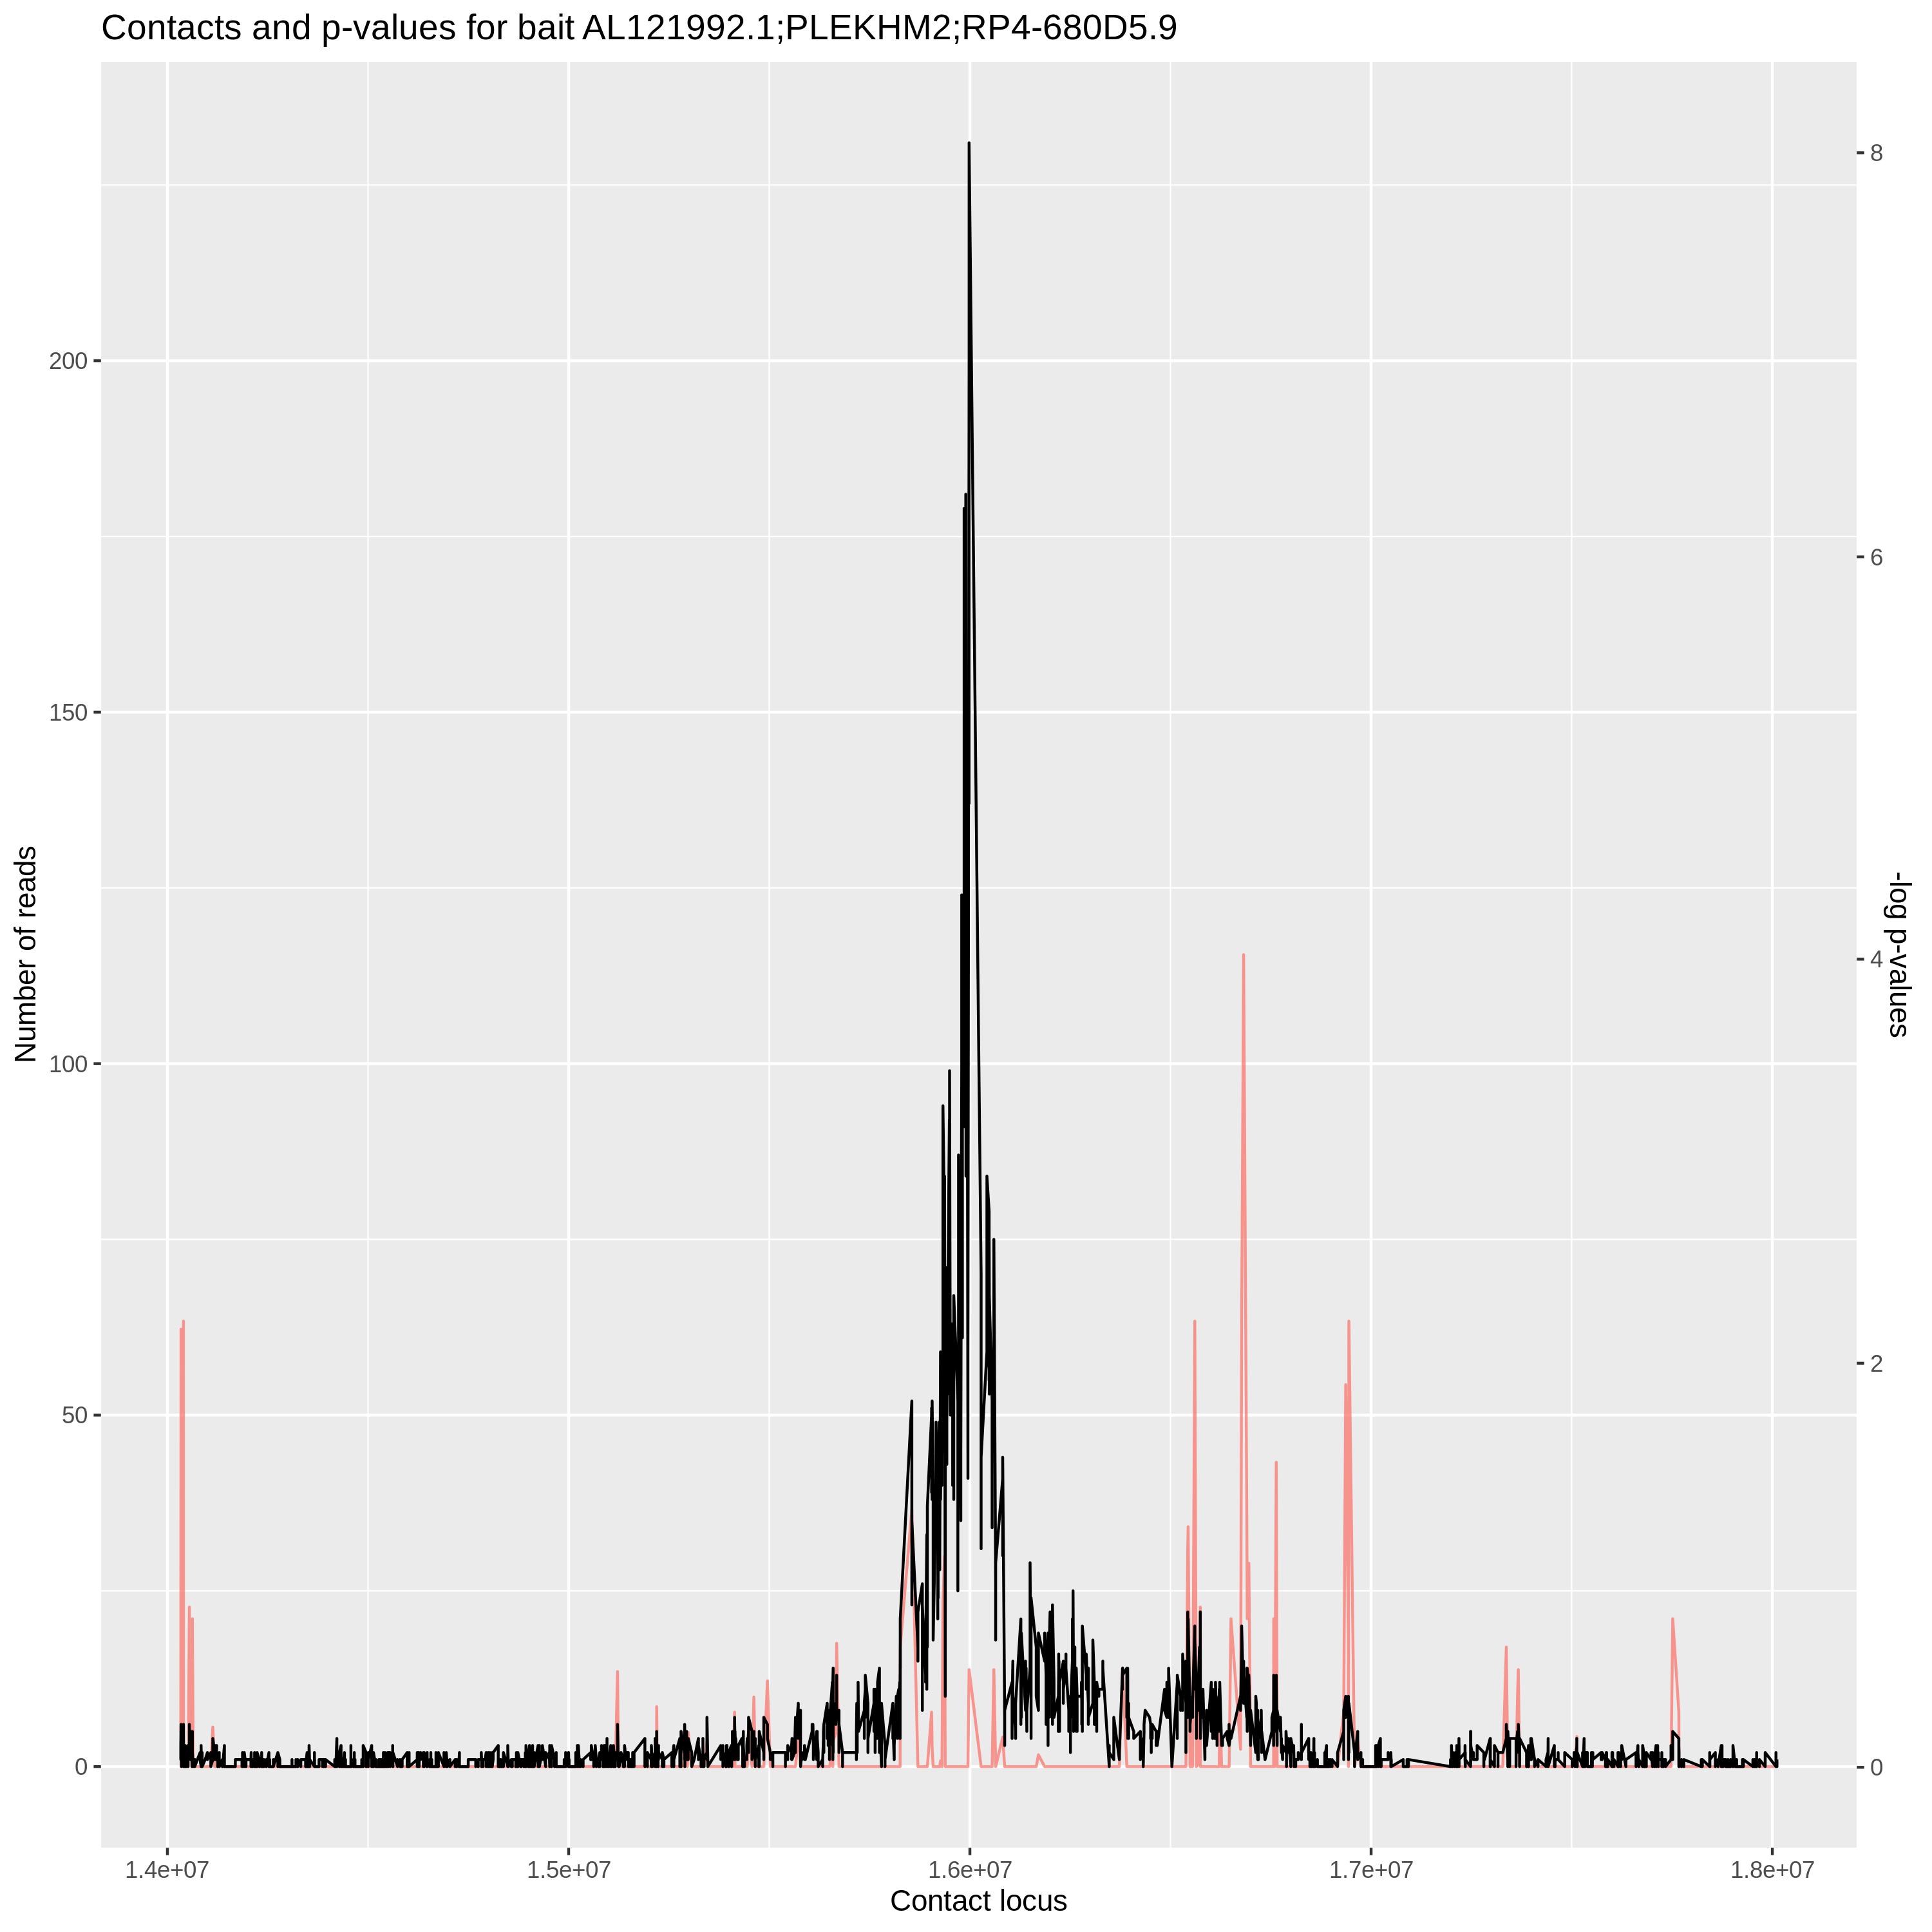 Contacts and p-values for bait AL121992.1;PLEKHM2;RP4-680D5.9
200
150
100
50
0
Number of reads
8
6
4
2
0
-log p-values
1.4e+07 1.5e+07 1.6e+07 1.7e+07 1.8e+07
Contact locus